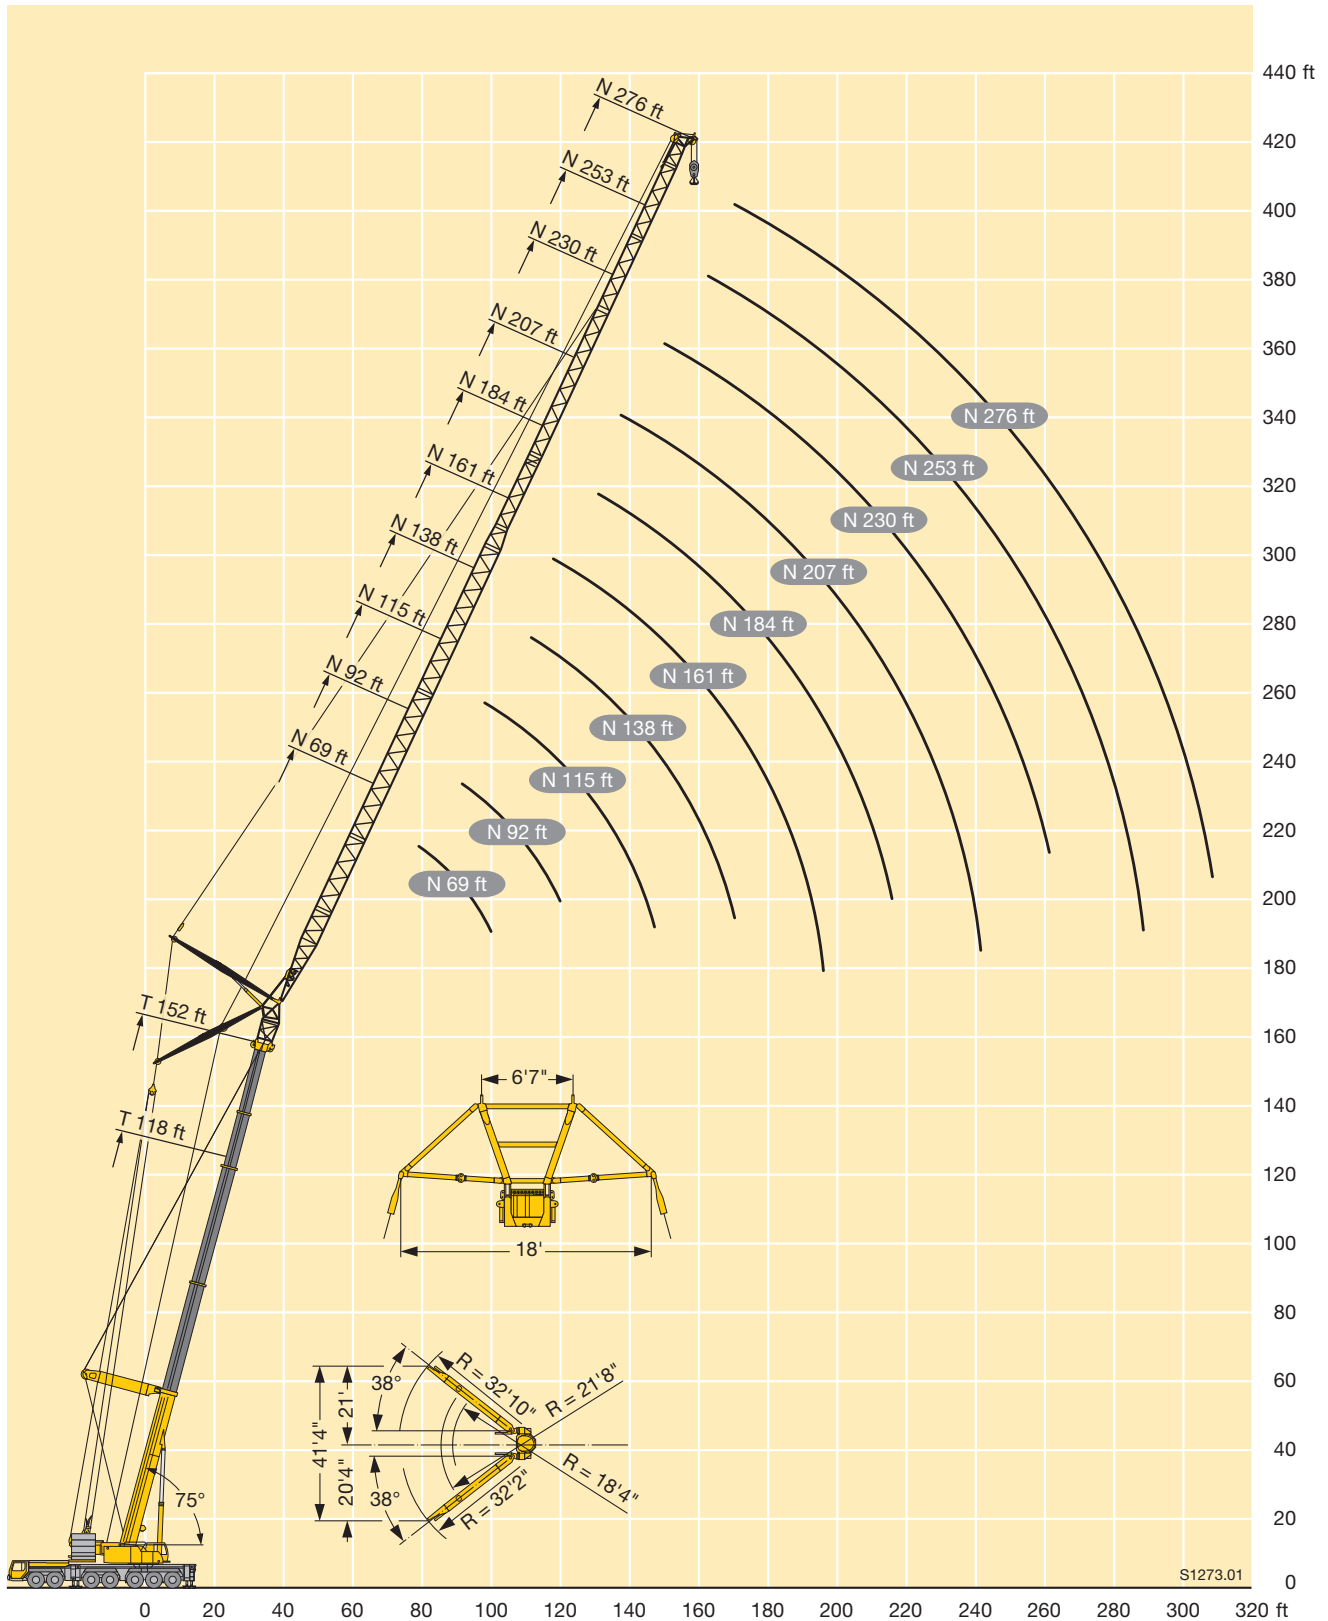 440 ft
N 276 ft
420
N 253 ft
400
N 230 ft
380
N 207 ft
360
N 184 ft
340
N 276 ft
N 161 ft
N 253 ft
320
N 138 ft
N 230 ft
300
N 115 ft
N 207 ft
280
N 92 ft
N 184 ft
260
N 69 ft
N 161 ft
240
N 138 ft
220
N 115 ft
N 92 ft
200
N 69 ft
180
T 152 ft
160
6'7"
140
T 118 ft
120
18'
100
80
60
38°
R = 32'10"
R = 21'8"
21'
41'4"
40
20'4"
38°
R = 32'2"
R = 18'4"
75°
20
S1273.01
0
0 20 40 60 80 100 120 140 160 180 200 220 240 260 280 300 320 ft